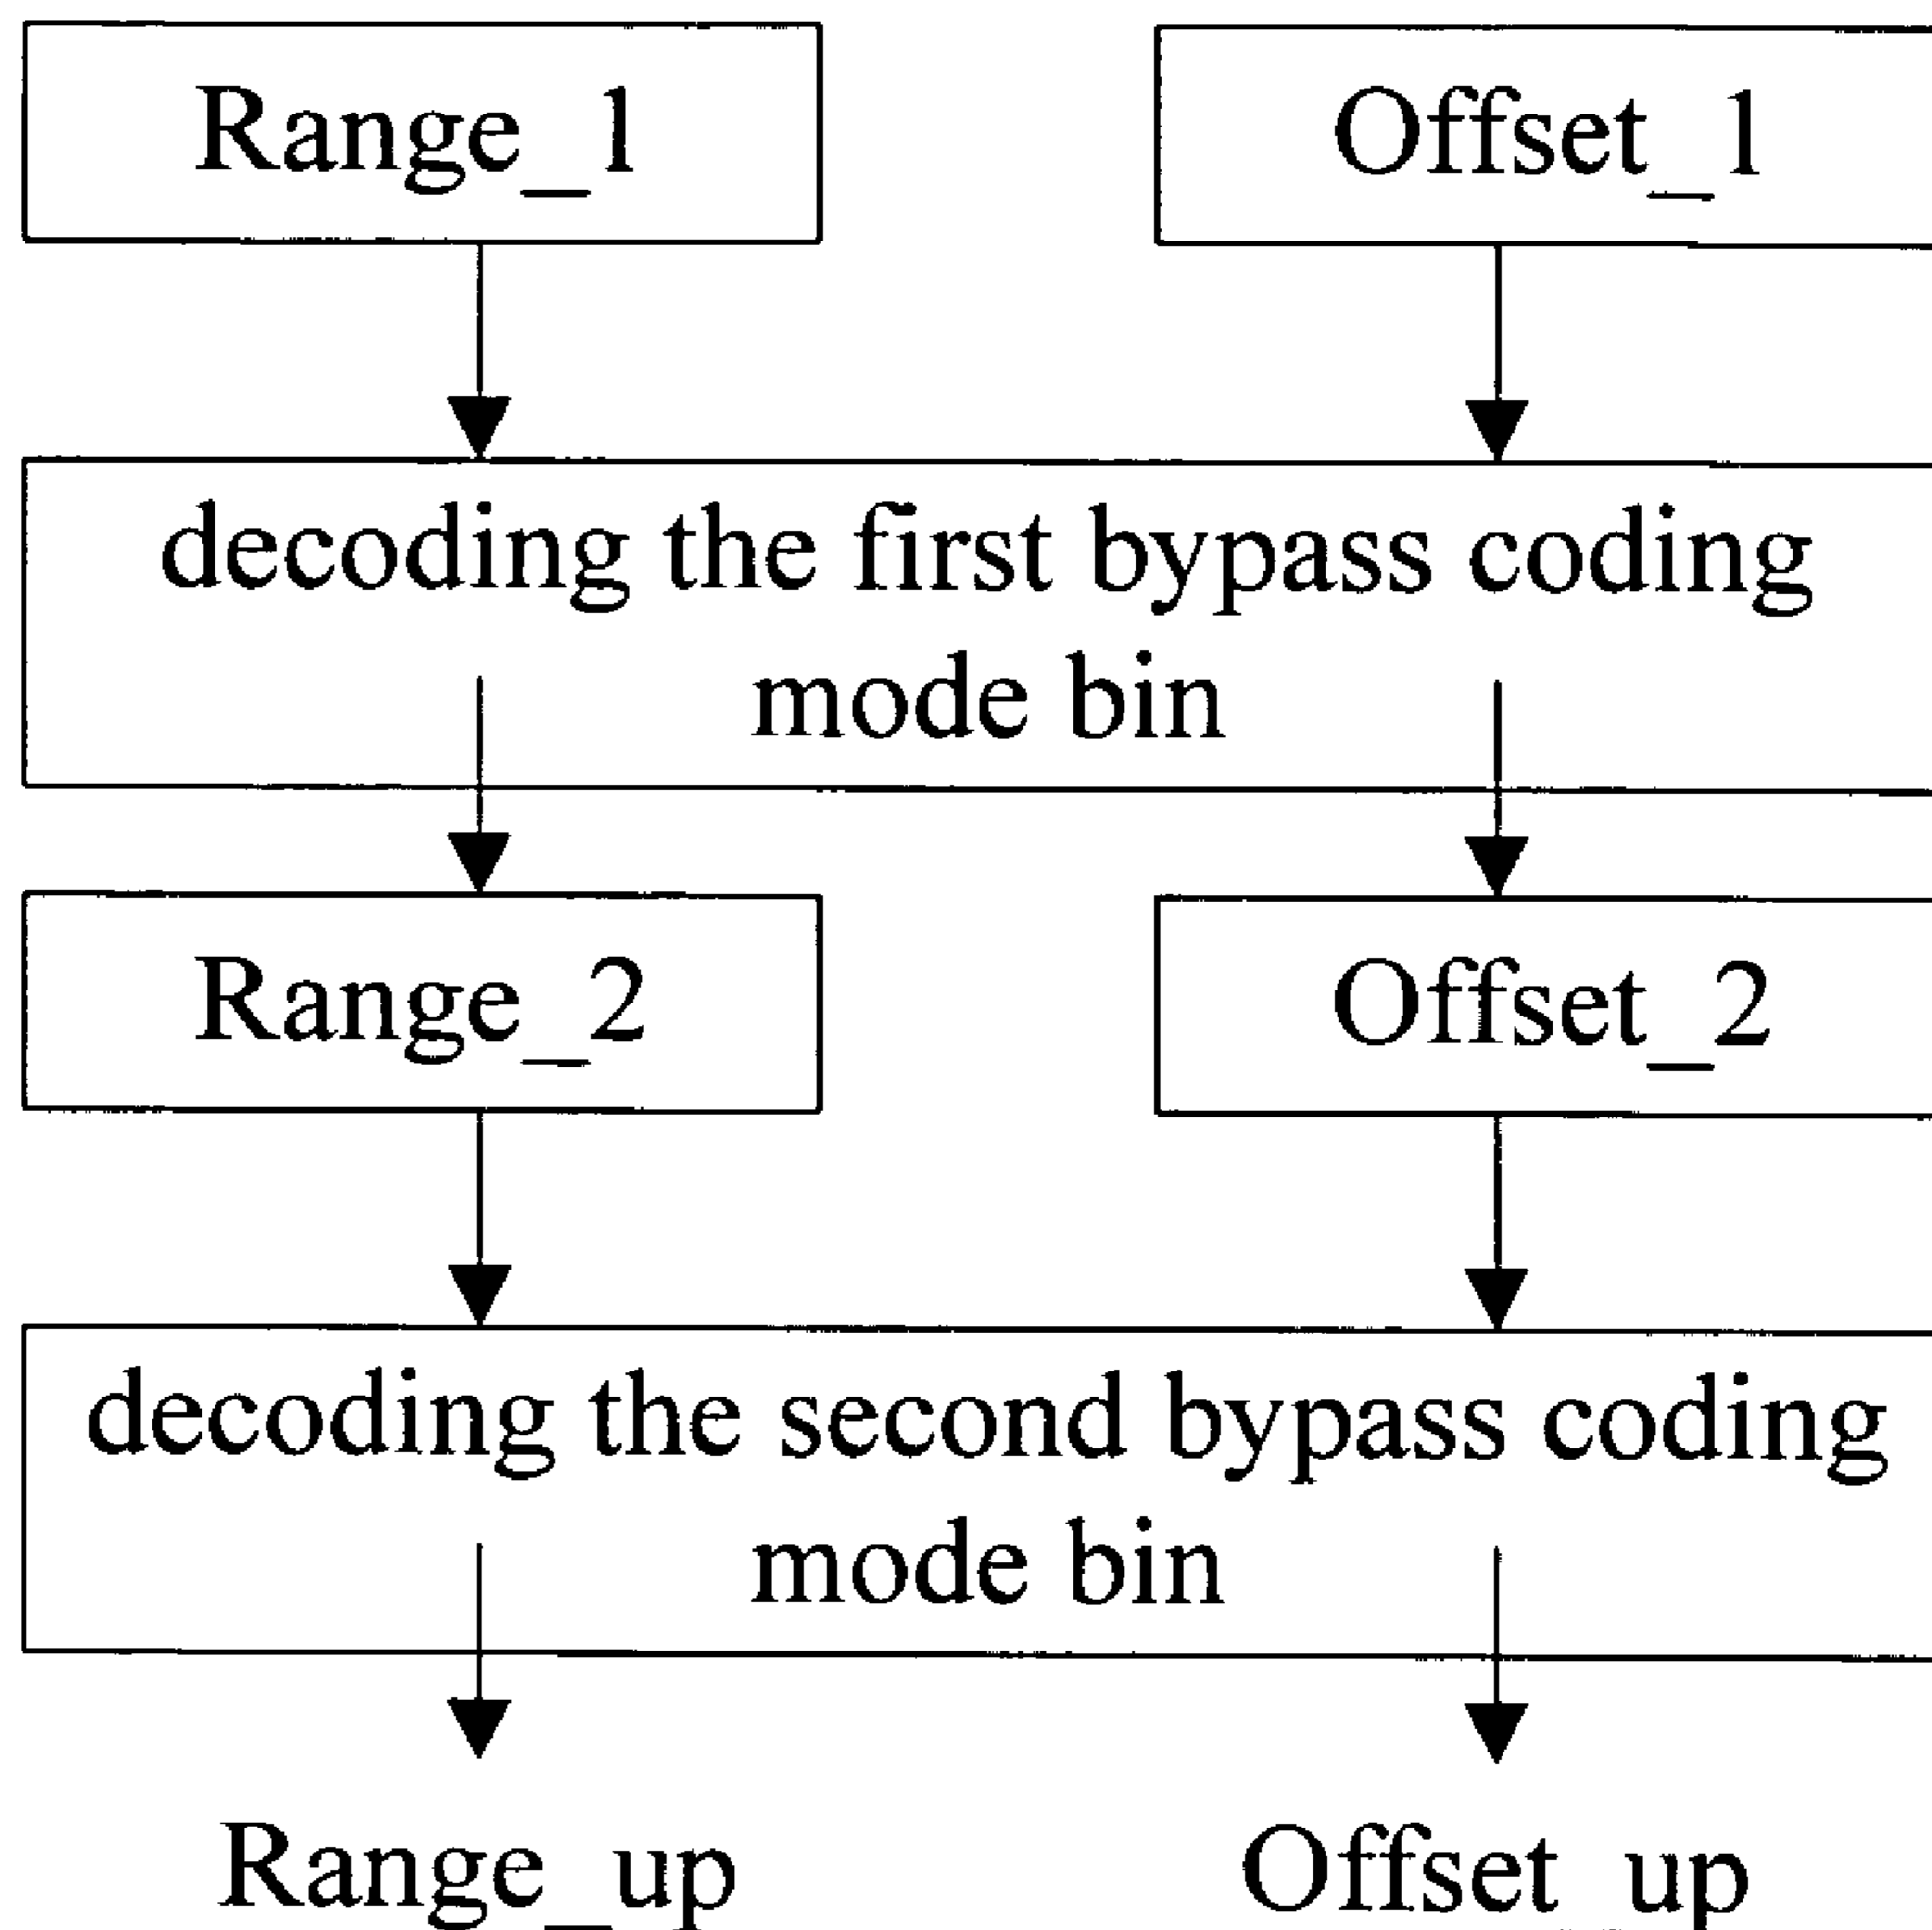 Range_1
Offset_1
decoding the first bypass coding
mode bin
Range_2
Offset_2
decoding the second bypass coding
mode bin
Range_up
Offset_up